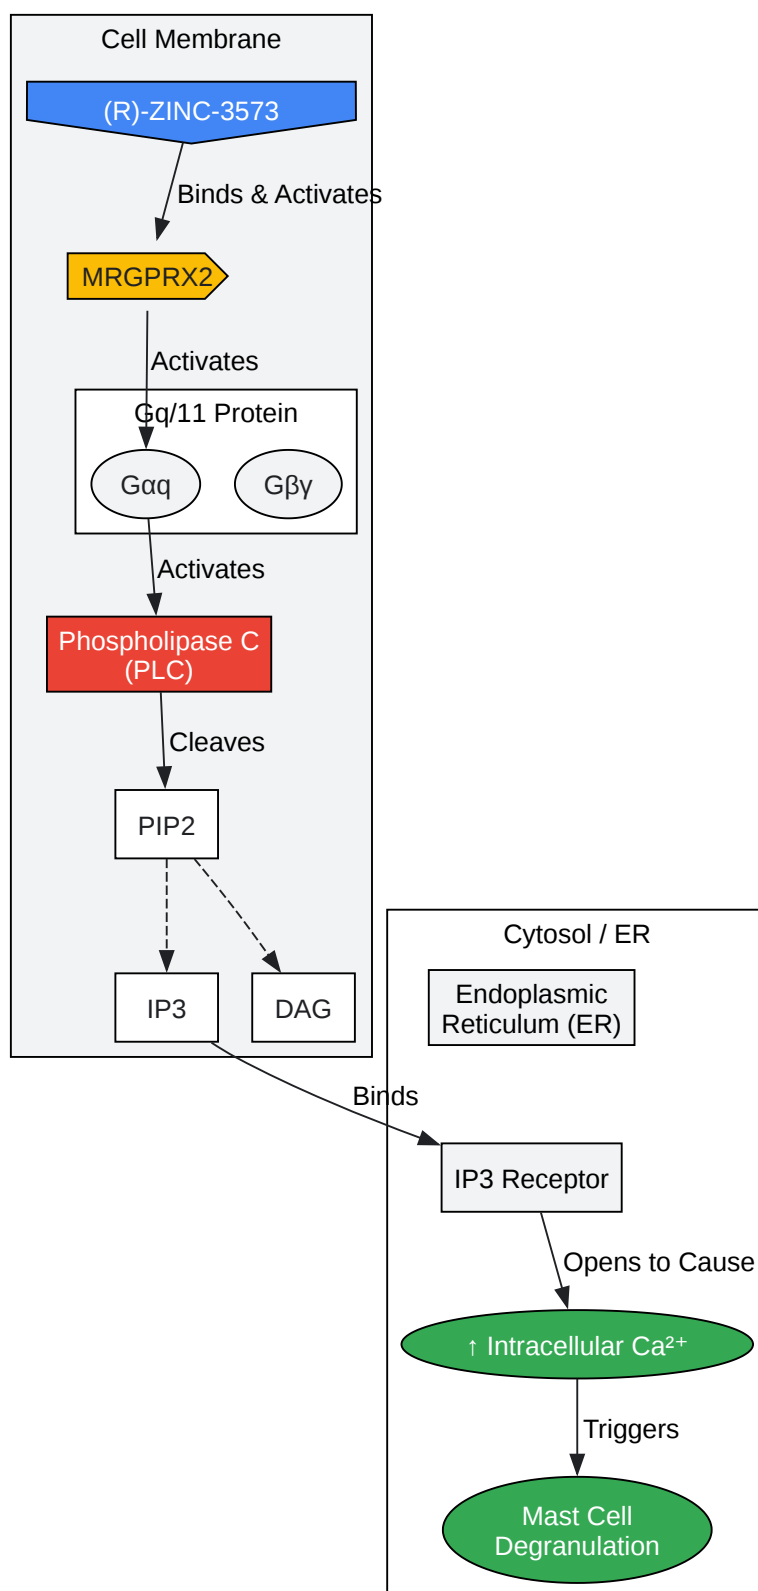 Cell Membrane
(R)-ZINC-3573
Binds & Activates
MRGPRX2
Activates
Gq/11 Protein
Gαq
Gβγ
Activates
Phospholipase C
(PLC)
Cleaves
PIP2
IP3
DAG
Cytosol / ER
Endoplasmic
Reticulum (ER)
Binds
IP3 Receptor
Opens to Cause
↑ Intracellular Ca²⁺
Triggers
Mast Cell
Degranulation